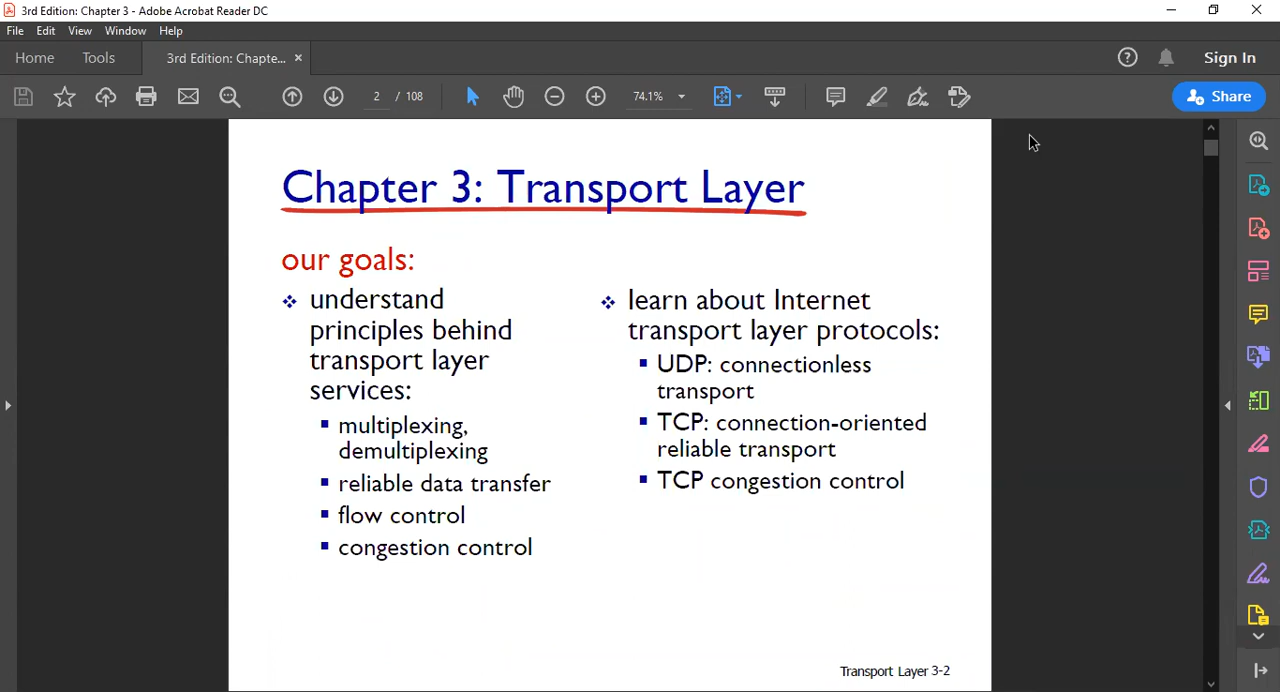 3rd Edition: Chapter 3 - Adobe Acrobat Reader DC
File Edit View Window Help
Home Tools 3rd Edition: Chapte... × Sign In
2 / 108 74.1% Share
Chapter 3: Transport Layer
our goals:
understand
principles behind
transport layer
services:
multiplexing,
demultiplexing
reliable data transfer
flow control
congestion control
learn about Internet
transport layer protocols:
UDP: connectionless
transport
TCP: connection-oriented
reliable transport
TCP congestion control
Transport Layer 3-2